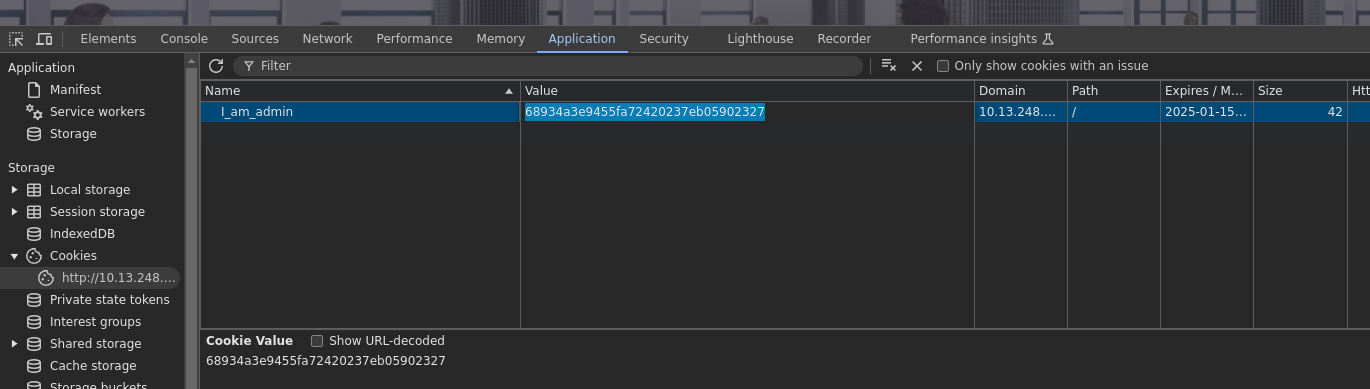 Elements Console Sources Network Performance Memory Application Security Lighthouse Recorder Performance insights
Application
Manifest
Service workers
Storage
Storage
Local storage
Session storage
IndexedDB
Cookies
http://10.13.248....
Private state tokens
Interest groups
Shared storage
Cache storage
Storage buckets
Filter Only show cookies with an issue
Name Value Domain Path Expires / M... Size Htt
I_am_admin 68934a3e9455fa72420237eb05902327 10.13.248.... / 2025-01-15... 42
Cookie Value Show URL-decoded
68934a3e9455fa72420237eb05902327